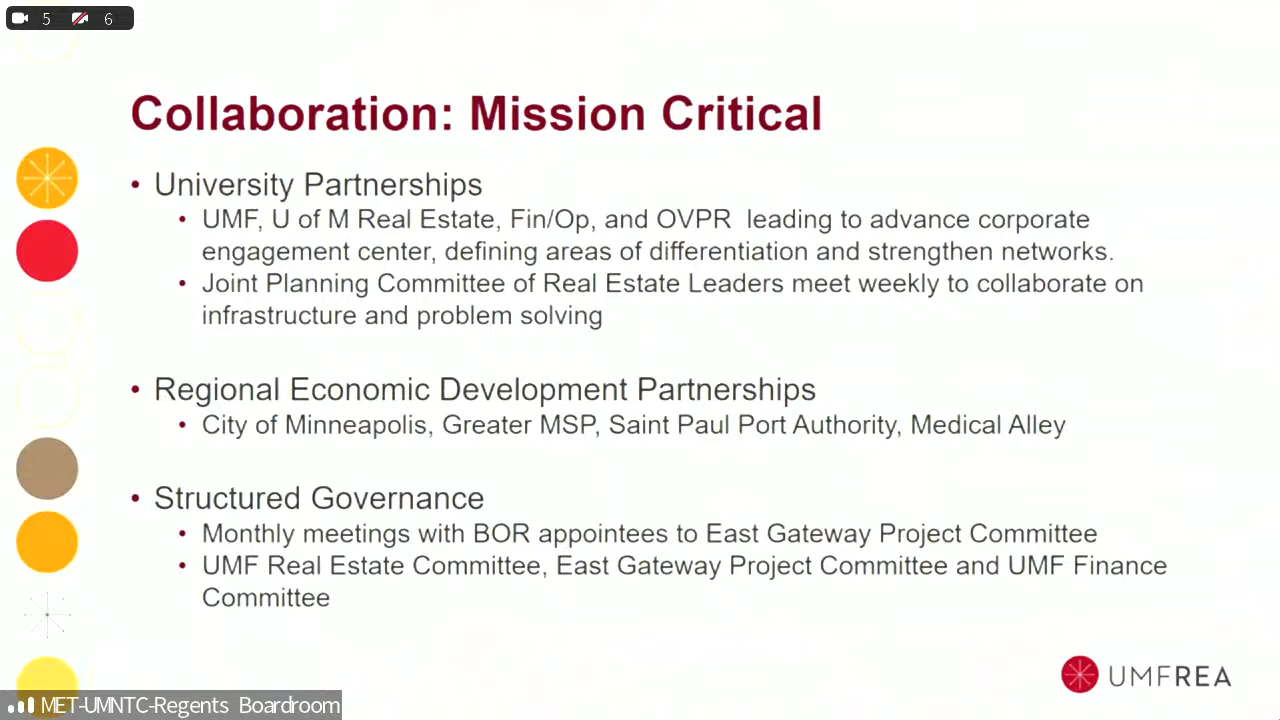 5 6
Collaboration: Mission Critical
• University Partnerships
• UMF, U of M Real Estate, Fin/Op, and OVPR leading to advance corporate
engagement center, defining areas of differentiation and strengthen networks.
• Joint Planning Committee of Real Estate Leaders meet weekly to collaborate on
infrastructure and problem solving
• Regional Economic Development Partnerships
• City of Minneapolis, Greater MSP, Saint Paul Port Authority, Medical Alley
• Structured Governance
• Monthly meetings with BOR appointees to East Gateway Project Committee
• UMF Real Estate Committee, East Gateway Project Committee and UMF Finance
Committee
UMFREA
MET-UMNTC-Regents Boardroom